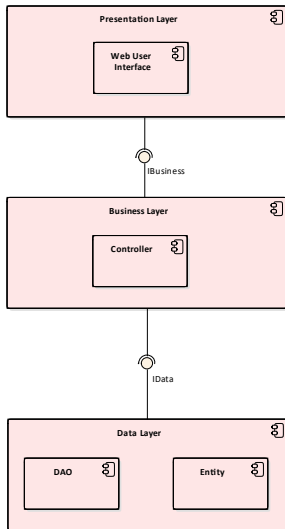 Presentation Layer
Web User
Interface
IBusiness
Business Layer
Controller
IData
Data Layer
DAO
Entity